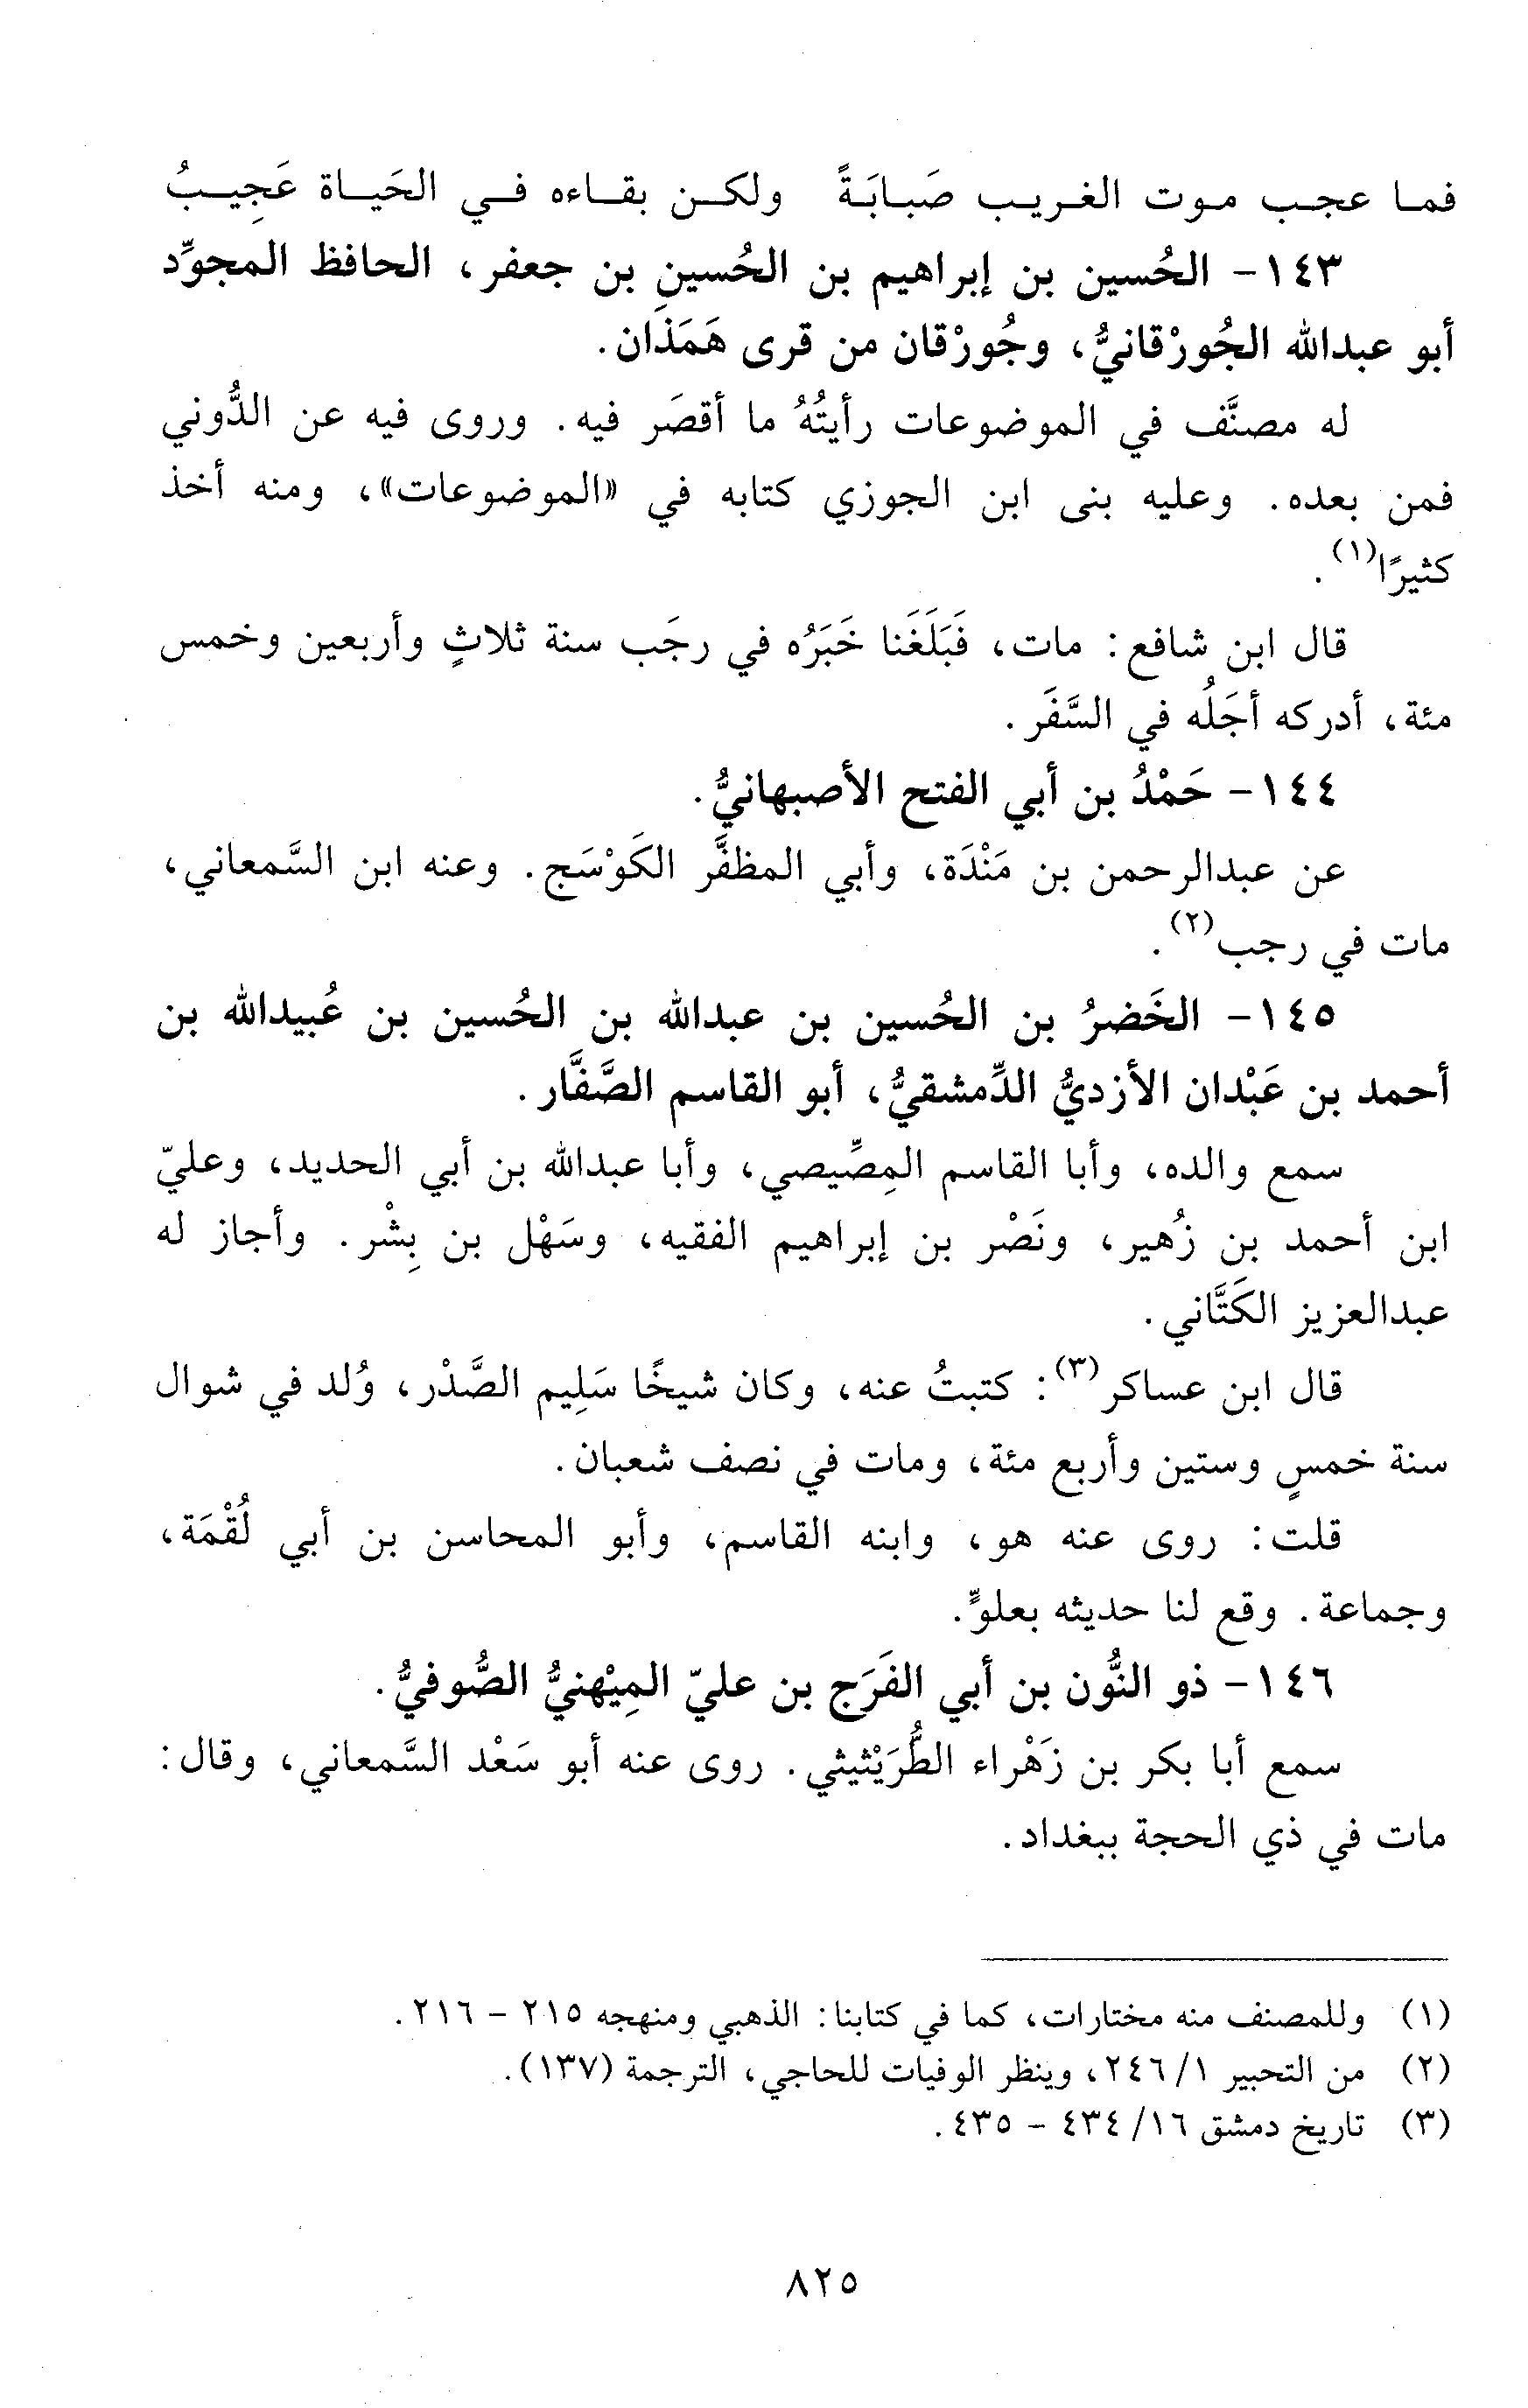 فما عجب موت الغريب صَبابَةً ولكن بقاءه في الحَياة عَجِيبُ
١٤٣- الحُسين بن إبراهيم بن الحُسينِ بن جعفر، الحافظ المجوِّد
أبو عبدالله الجُورْقانيُّ، وجُورْقان من قرى هَمَذَان.
له مصنَّف في الموضوعات رأيتُهُ ما أقصَر فيه. وروى فيه عن الدُّوني
فمن بعده. وعليه بنى ابن الجوزي كتابه في «الموضوعات»، ومنه أخذ
كثيرًا(١).
قال ابن شافع: مات، فَبَلَغَنا خَبَرُه في رجَب سنة ثلاثٍ وأربعين وخمس
مئة، أدركه أجَلُه في السَّفَر.
١٤٤- حَمْدُ بن أبي الفتح الأصبهانيُّ.
عن عبدالرحمن بن مَنْدَة، وأبي المظفَّر الكَوْسَج. وعنه ابن السَّمعاني،
مات في رجب(٢).
١٤٥- الخَضرُ بن الحُسين بن عبدالله بن الحُسين بن عُبيدالله بن
أحمد بن عَبْدان الأزديُّ الدِّمشقيُّ، أبو القاسم الصَّفَّار.
سمع والده، وأبا القاسم المِصِّيصي، وأبا عبدالله بن أبي الحديد، وعليّ
ابن أحمد بن زُهير، ونَصْر بن إبراهيم الفقيه، وسَهْل بن بِشْر. وأجاز له
عبدالعزيز الكَتَّاني.
قال ابن عساكر(٣): كتبتُ عنه، وكان شيخًا سَلِيم الصَّدْر، وُلد في شوال
سنة خمسٍ وستين وأربع مئة، ومات في نصف شعبان.
قلت: روى عنه هو، وابنه القاسم، وأبو المحاسن بن أبي لُقْمَة،
وجماعة. وقع لنا حديثه بعلوٍّ.
١٤٦- ذو النُّون بن أبي الفَرَج بن عليّ المِيْهنيُّ الصُّوفيُّ.
سمع أبا بكر بن زَهْراء الطُّرَيْثيثي. روى عنه أبو سَعْد السَّمعاني، وقال:
مات في ذي الحجة ببغداد.
(١) وللمصنف منه مختارات، كما في كتابنا: الذهبي ومنهجه ٢١٥ - ٢١٦.
(٢) من التحبير ١/ ٢٤٦، وينظر الوفيات للحاجي، الترجمة (١٣٧).
(٣) تاريخ دمشق ١٦/ ٤٣٤ - ٤٣٥.
٨٢٥